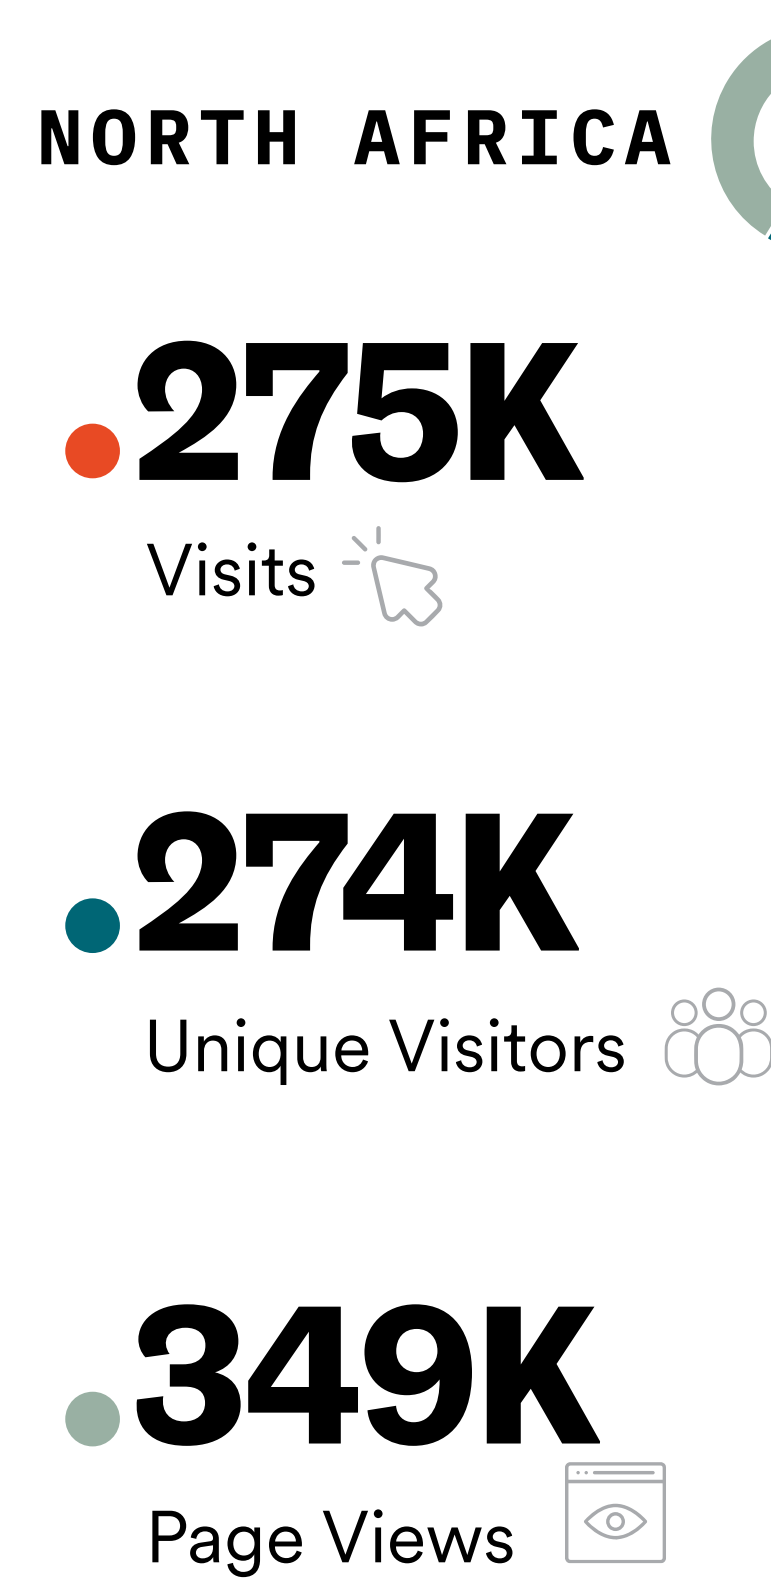 NORTH AFRICA
275K
Visits
274K
Unique Visitors
349K
Page Views